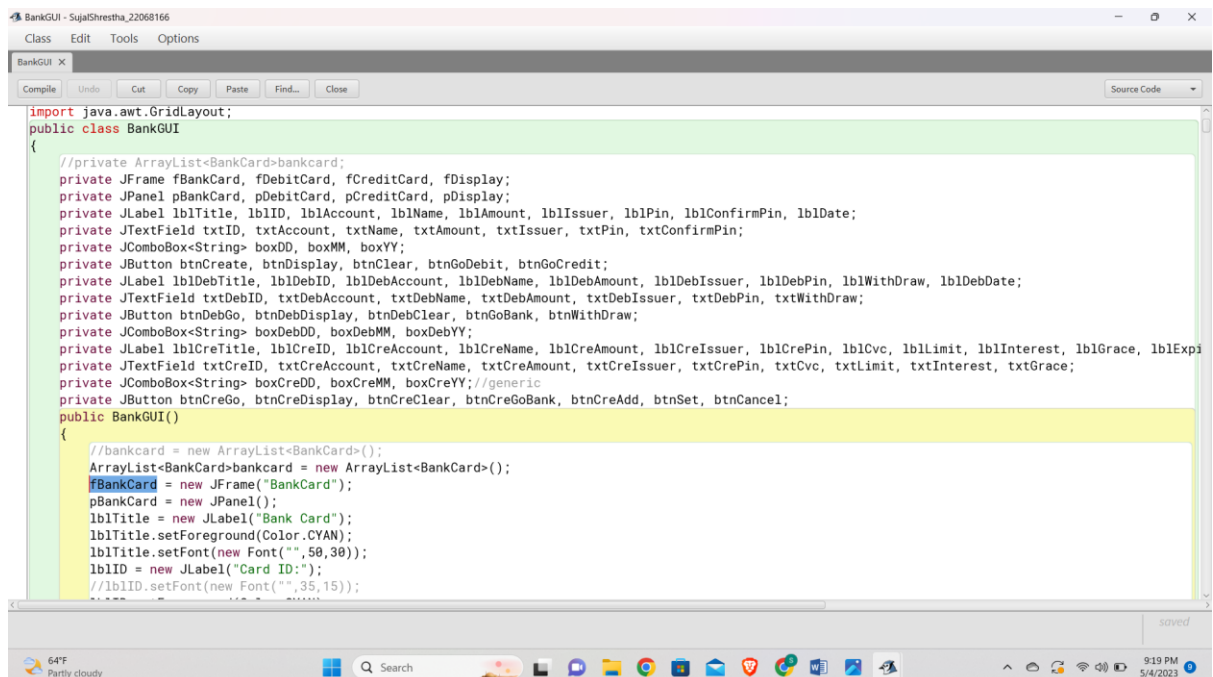 BankGUI - SujalShrestha_22068166
Class Edit Tools Options
BankGUI X
Compile Undo Cut Copy Paste Find... Close Source Code
import java.awt.GridLayout;
public class BankGUI
{
//private ArrayList<BankCard>bankcard;
private JFrame fBankCard, fDebitCard, fCreditCard, fDisplay;
private JPanel pBankCard, pDebitCard, pCreditCard, pDisplay;
private JLabel lblTitle, lblID, lblAccount, lblName, lblAmount, lblIssuer, lblPin, lblConfirmPin, lblDate;
private JTextField txtID, txtAccount, txtName, txtAmount, txtIssuer, txtPin, txtConfirmPin;
private JComboBox<String> boxDD, boxMM, boxYY;
private JButton btnCreate, btnDisplay, btnClear, btnGoDebit, btnGoCredit;
private JLabel lblDebTitle, lblDebID, lblDebAccount, lblDebName, lblDebAmount, lblDebIssuer, lblDebPin, lblWithDraw, lblDebDate;
private JTextField txtDebID, txtDebAccount, txtDebName, txtDebAmount, txtDebIssuer, txtDebPin, txtWithDraw;
private JButton btnDebGo, btnDebDisplay, btnDebClear, btnGoBank, btnWithDraw;
private JComboBox<String> boxDebDD, boxDebMM, boxDebYY;
private JLabel lblCreTitle, lblCreID, lblCreAccount, lblCreName, lblCreAmount, lblCreIssuer, lblCrePin, lblCvc, lblLimit, lblInterest, lblGrace, lblExpi
private JTextField txtCreID, txtCreAccount, txtCreName, txtCreAmount, txtCreIssuer, txtCrePin, txtCvc, txtLimit, txtInterest, txtGrace;
private JComboBox<String> boxCreDD, boxCreMM, boxCreYY;//generic
private JButton btnCreGo, btnCreDisplay, btnCreClear, btnCreGoBank, btnCreAdd, btnSet, btnCancel;
public BankGUI()
{
//bankcard = new ArrayList<BankCard>();
ArrayList<BankCard>bankcard = new ArrayList<BankCard>();
fBankCard = new JFrame("BankCard");
pBankCard = new JPanel();
lblTitle = new JLabel("Bank Card");
lblTitle.setForeground(Color.CYAN);
lblTitle.setFont(new Font("",50,30));
lblID = new JLabel("Card ID:");
//lblID.setFont(new Font("",35,15));
saved
64°F
Partly cloudy
Search
9:19 PM
5/4/2023
9